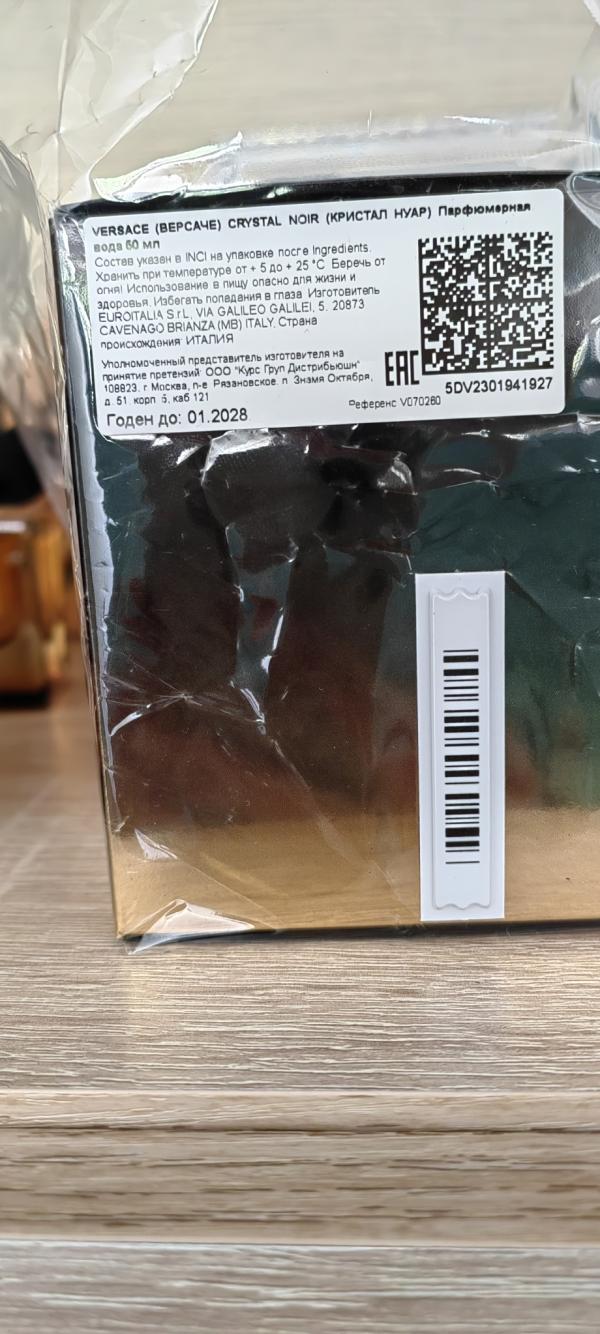 VERSACE (ВЕРСАЧЕ) CRYSTAL NOIR (КРИСТАЛ НУАР) Парфюмерная
вода 50 мл
Состав указан в INCI на упаковке после Ingredients.
Хранить при температуре от + 5 до + 25 °C Беречь от
огня! Использование в пищу опасно для жизни и
здоровья. Избегать попадания в глаза Изготовитель
EUROITALIA S.r.L, VIA GALILEO GALILEI, 5. 20873
CAVENAGO BRIANZA (MB) ITALY. Страна
происхождения: ИТАЛИЯ
Уполномоченный представитель изготовителя на
принятие претензий: ООО "Курс Груп Дистрибьюшн"
108823, г. Москва, п-е Рязановское, п. Знамя Октября,
д. 51, корп 5, каб 121
Годен до: 01.2028
EAC
Референс V070260
5DV2301941927